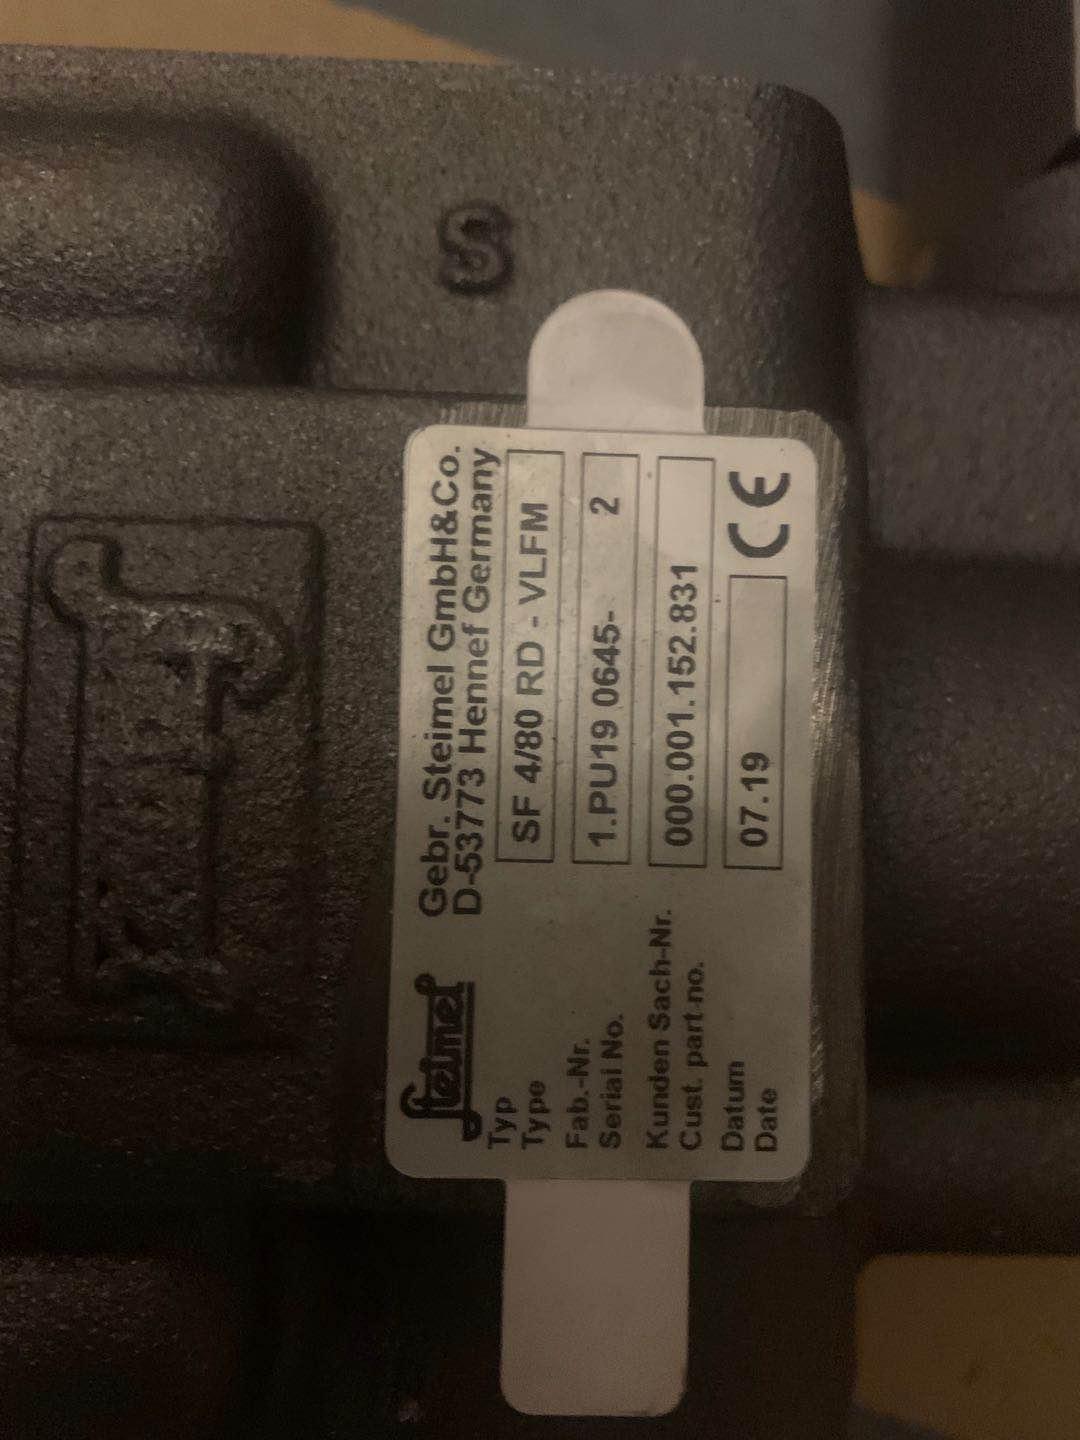 S
Steimel
Gebr. Steimel GmbH&Co.
D-53773 Hennef Germany
Typ
Type
SF 4/80 RD - VLFM
Fab.-Nr.
Serial No.
1.PU19 0645- 2
Kunden Sach-Nr.
Cust. part no.
000.001.152.831
Datum
Date
07.19
CE